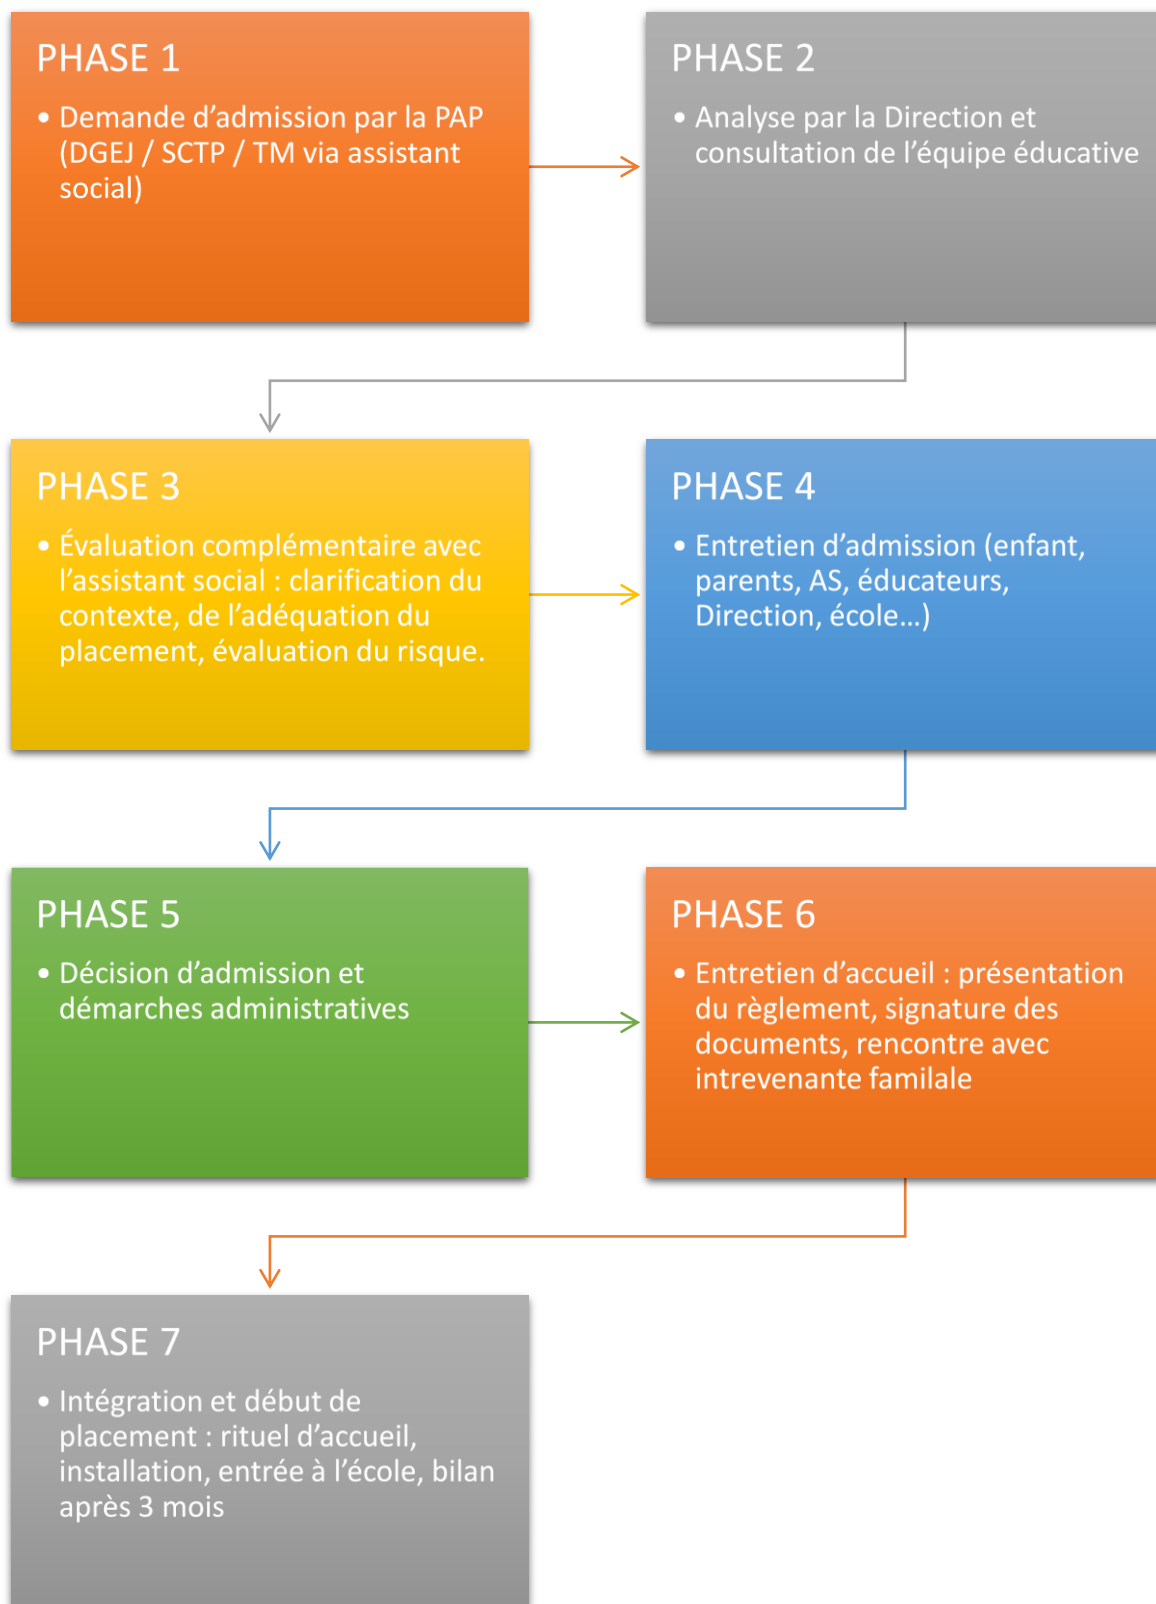 PHASE 1
• Demande d’admission par la PAP
(DGEJ / SCTP / TM via assistant
social)
PHASE 2
• Analyse par la Direction et
consultation de l’équipe éducative
PHASE 3
• Évaluation complémentaire avec
l’assistant social : clarification du
contexte, de l’adéquation du
placement, évaluation du risque.
PHASE 4
• Entretien d’admission (enfant,
parents, AS, éducateurs,
Direction, école…)
PHASE 5
• Décision d’admission et
démarches administratives
PHASE 6
• Entretien d’accueil : présentation
du règlement, signature des
documents, rencontre avec
intrevenante familale
PHASE 7
• Intégration et début de
placement : rituel d’accueil,
installation, entrée à l’école, bilan
après 3 mois